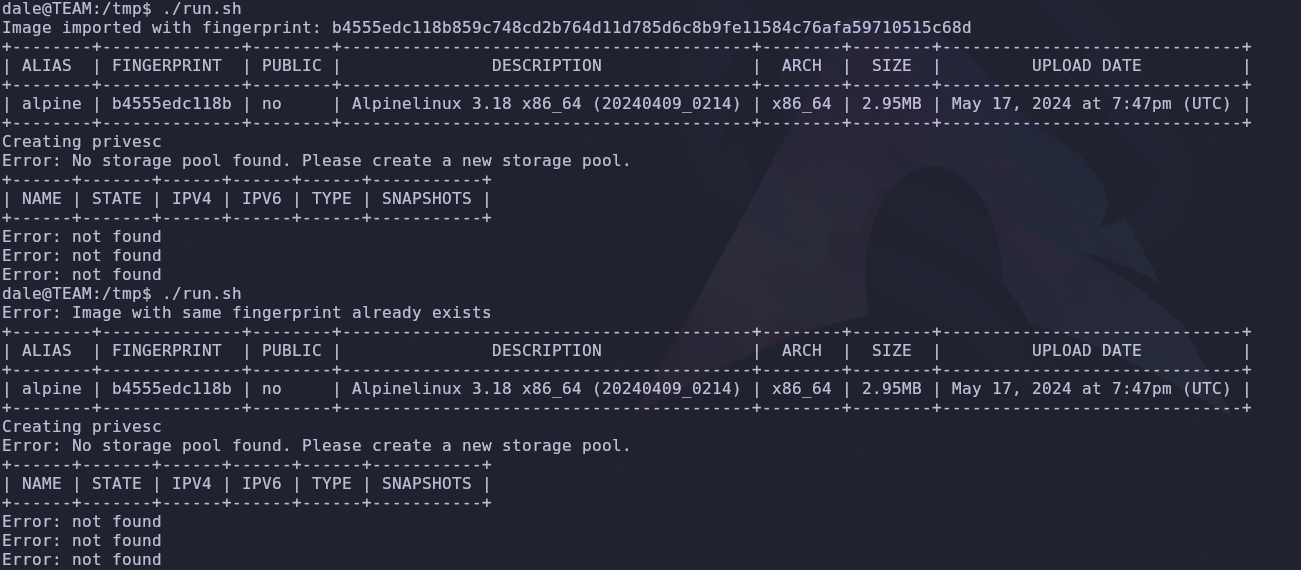 dale@TEAM:/tmp$ ./run.sh
Image imported with fingerprint: b4555edc118b859c748cd2b764d11d785d6c8b9fe11584c76afa59710515c68d
+--------+--------------+--------+-----------------------------------------+--------+--------+------------------------------+
| ALIAS  | FINGERPRINT  | PUBLIC |               DESCRIPTION               |  ARCH  |  SIZE  |         UPLOAD DATE          |
+--------+--------------+--------+-----------------------------------------+--------+--------+------------------------------+
| alpine | b4555edc118b | no     | Alpinelinux 3.18 x86_64 (20240409_0214) | x86_64 | 2.95MB | May 17, 2024 at 7:47pm (UTC) |
+--------+--------------+--------+-----------------------------------------+--------+--------+------------------------------+
Creating privesc
Error: No storage pool found. Please create a new storage pool.
+------+-------+------+------+------+-----------+
| NAME | STATE | IPV4 | IPV6 | TYPE | SNAPSHOTS |
+------+-------+------+------+------+-----------+
Error: not found
Error: not found
Error: not found
dale@TEAM:/tmp$ ./run.sh
Error: Image with same fingerprint already exists
+--------+--------------+--------+-----------------------------------------+--------+--------+------------------------------+
| ALIAS  | FINGERPRINT  | PUBLIC |               DESCRIPTION               |  ARCH  |  SIZE  |         UPLOAD DATE          |
+--------+--------------+--------+-----------------------------------------+--------+--------+------------------------------+
| alpine | b4555edc118b | no     | Alpinelinux 3.18 x86_64 (20240409_0214) | x86_64 | 2.95MB | May 17, 2024 at 7:47pm (UTC) |
+--------+--------------+--------+-----------------------------------------+--------+--------+------------------------------+
Creating privesc
Error: No storage pool found. Please create a new storage pool.
+------+-------+------+------+------+-----------+
| NAME | STATE | IPV4 | IPV6 | TYPE | SNAPSHOTS |
+------+-------+------+------+------+-----------+
Error: not found
Error: not found
Error: not found